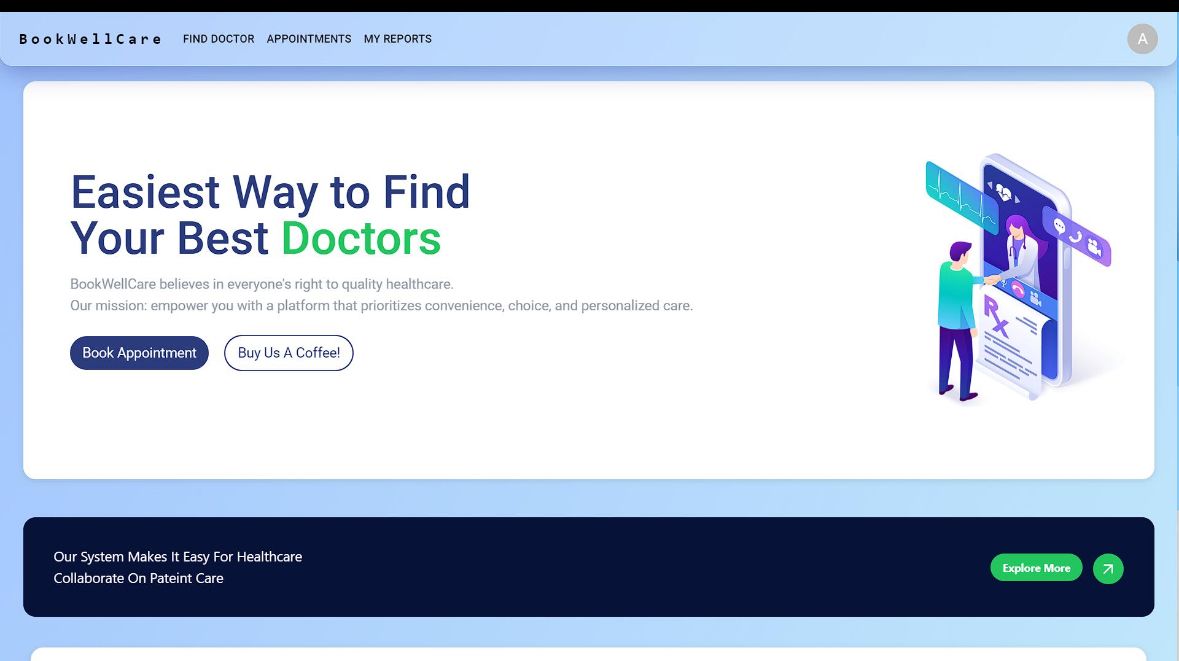 BookWellCare FIND DOCTOR APPOINTMENTS MY REPORTS A
Easiest Way to Find
Your Best Doctors
BookWellCare believes in everyone's right to quality healthcare.
Our mission: empower you with a platform that prioritizes convenience, choice, and personalized care.
Book Appointment Buy Us A Coffee!
Rx
Our System Makes It Easy For Healthcare
Collaborate On Pateint Care
Explore More